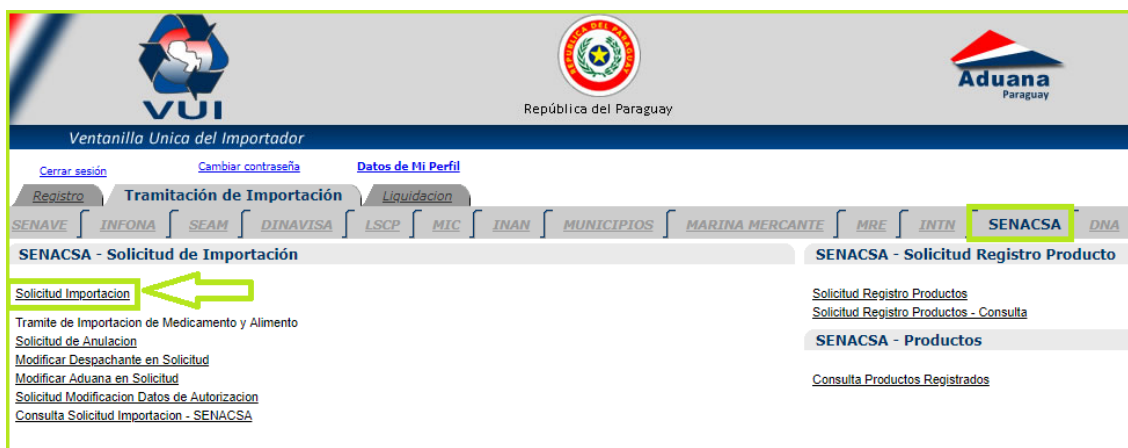 VUI
REPUBLICA DEL PARAGUAY
República del Paraguay
Aduana
Paraguay
Ventanilla Unica del Importador
Cerrar sesión Cambiar contraseña Datos de Mi Perfil
Registro Tramitación de Importación Liquidacion
SENAVE INFONA SEAM DINAVISA LSCP MIC INAN MUNICIPIOS MARINA MERCANTE MRE INTN SENACSA DNA
SENACSA - Solicitud de Importación
Solicitud Importacion
Tramite de Importacion de Medicamento y Alimento
Solicitud de Anulacion
Modificar Despachante en Solicitud
Modificar Aduana en Solicitud
Solicitud Modificacion Datos de Autorizacion
Consulta Solicitud Importacion - SENACSA
SENACSA - Solicitud Registro Producto
Solicitud Registro Productos
Solicitud Registro Productos - Consulta
SENACSA - Productos
Consulta Productos Registrados